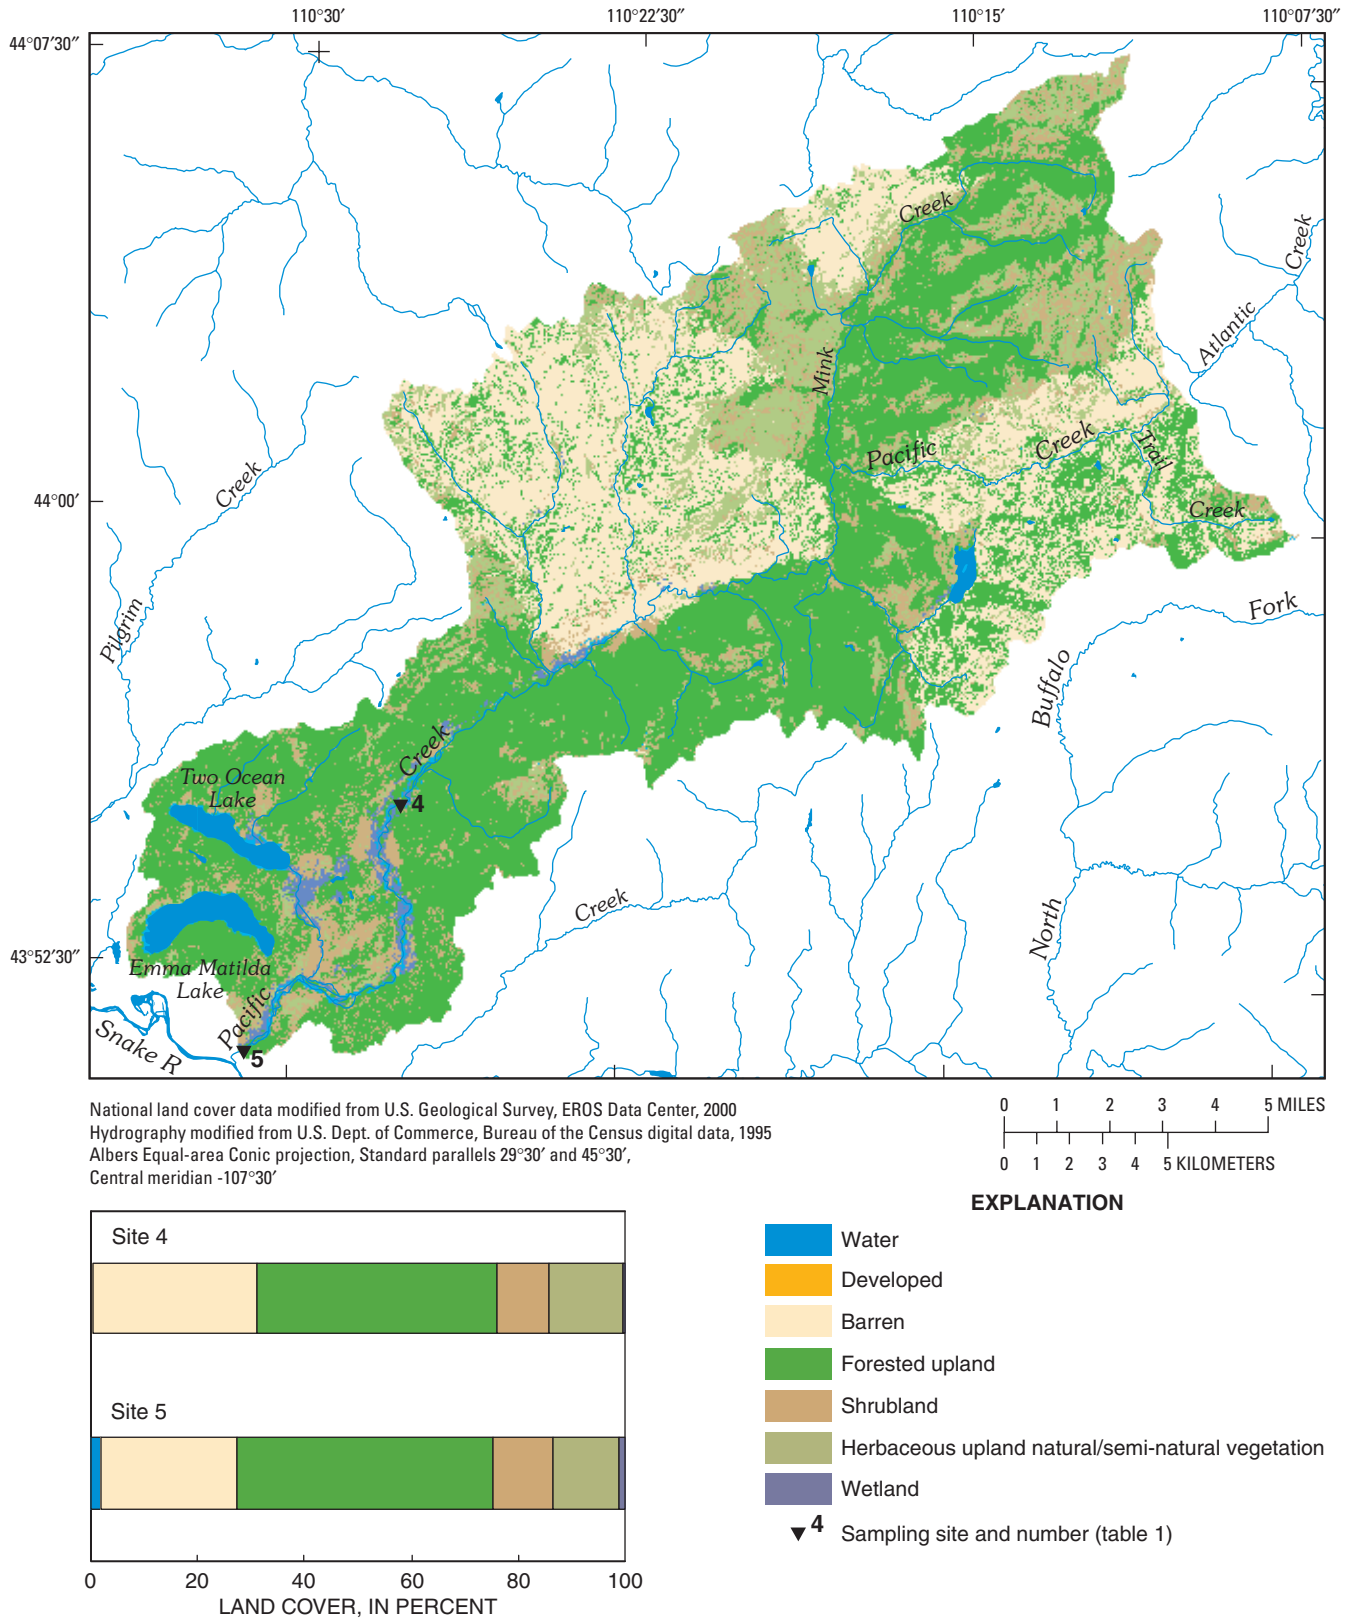 110°30′ 110°22′30″ 110°15′ 110°07′30″
44°07′30″
Creek
Creek
Atlantic
Mink
Pacific
Creek
Trail
Creek
Creek
44°00′
Pilgrim
Fork
Buffalo
Creek
Two Ocean
Lake
4
Creek
North
43°52′30″
Emma Matilda
Lake
Pacific
Snake R
5
National land cover data modified from U.S. Geological Survey, EROS Data Center, 2000
Hydrography modified from U.S. Dept. of Commerce, Bureau of the Census digital data, 1995
Albers Equal-area Conic projection, Standard parallels 29°30′ and 45°30′,
Central meridian -107°30′
0 1 2 3 4 5 MILES
0 1 2 3 4 5 KILOMETERS
EXPLANATION
Water
Developed
Barren
Forested upland
Shrubland
Herbaceous upland natural/semi-natural vegetation
Wetland
4 Sampling site and number (table 1)
Site 4
Site 5
0 20 40 60 80 100
LAND COVER, IN PERCENT